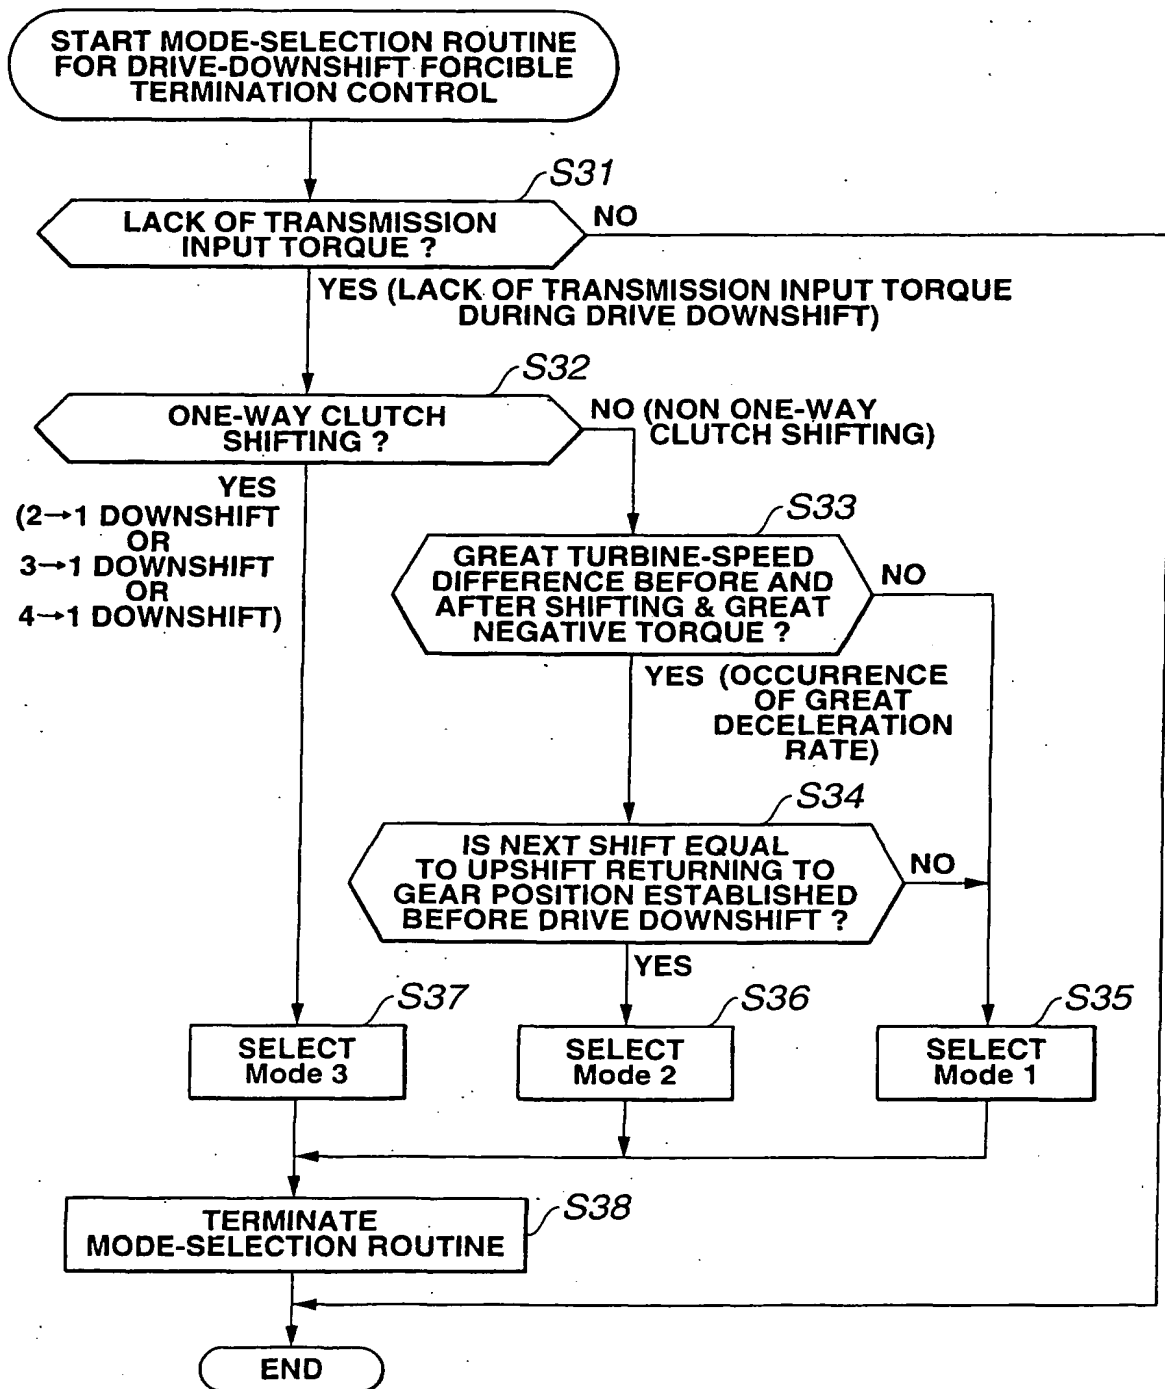 START MODE-SELECTION ROUTINE
FOR DRIVE-DOWNSHIFT FORCIBLE
TERMINATION CONTROL
S31
LACK OF TRANSMISSION
INPUT TORQUE ?
NO
YES (LACK OF TRANSMISSION INPUT TORQUE
DURING DRIVE DOWNSHIFT)
S32
ONE-WAY CLUTCH
SHIFTING ?
NO (NON ONE-WAY
CLUTCH SHIFTING)
YES
(2→1 DOWNSHIFT
OR
3→1 DOWNSHIFT
OR
4→1 DOWNSHIFT)
S33
GREAT TURBINE-SPEED
DIFFERENCE BEFORE AND
AFTER SHIFTING & GREAT
NEGATIVE TORQUE ?
NO
YES (OCCURRENCE
OF GREAT
DECELERATION
RATE)
S34
IS NEXT SHIFT EQUAL
TO UPSHIFT RETURNING TO
GEAR POSITION ESTABLISHED
BEFORE DRIVE DOWNSHIFT ?
NO
YES
S37
SELECT
Mode 3
S36
SELECT
Mode 2
S35
SELECT
Mode 1
S38
TERMINATE
MODE-SELECTION ROUTINE
END